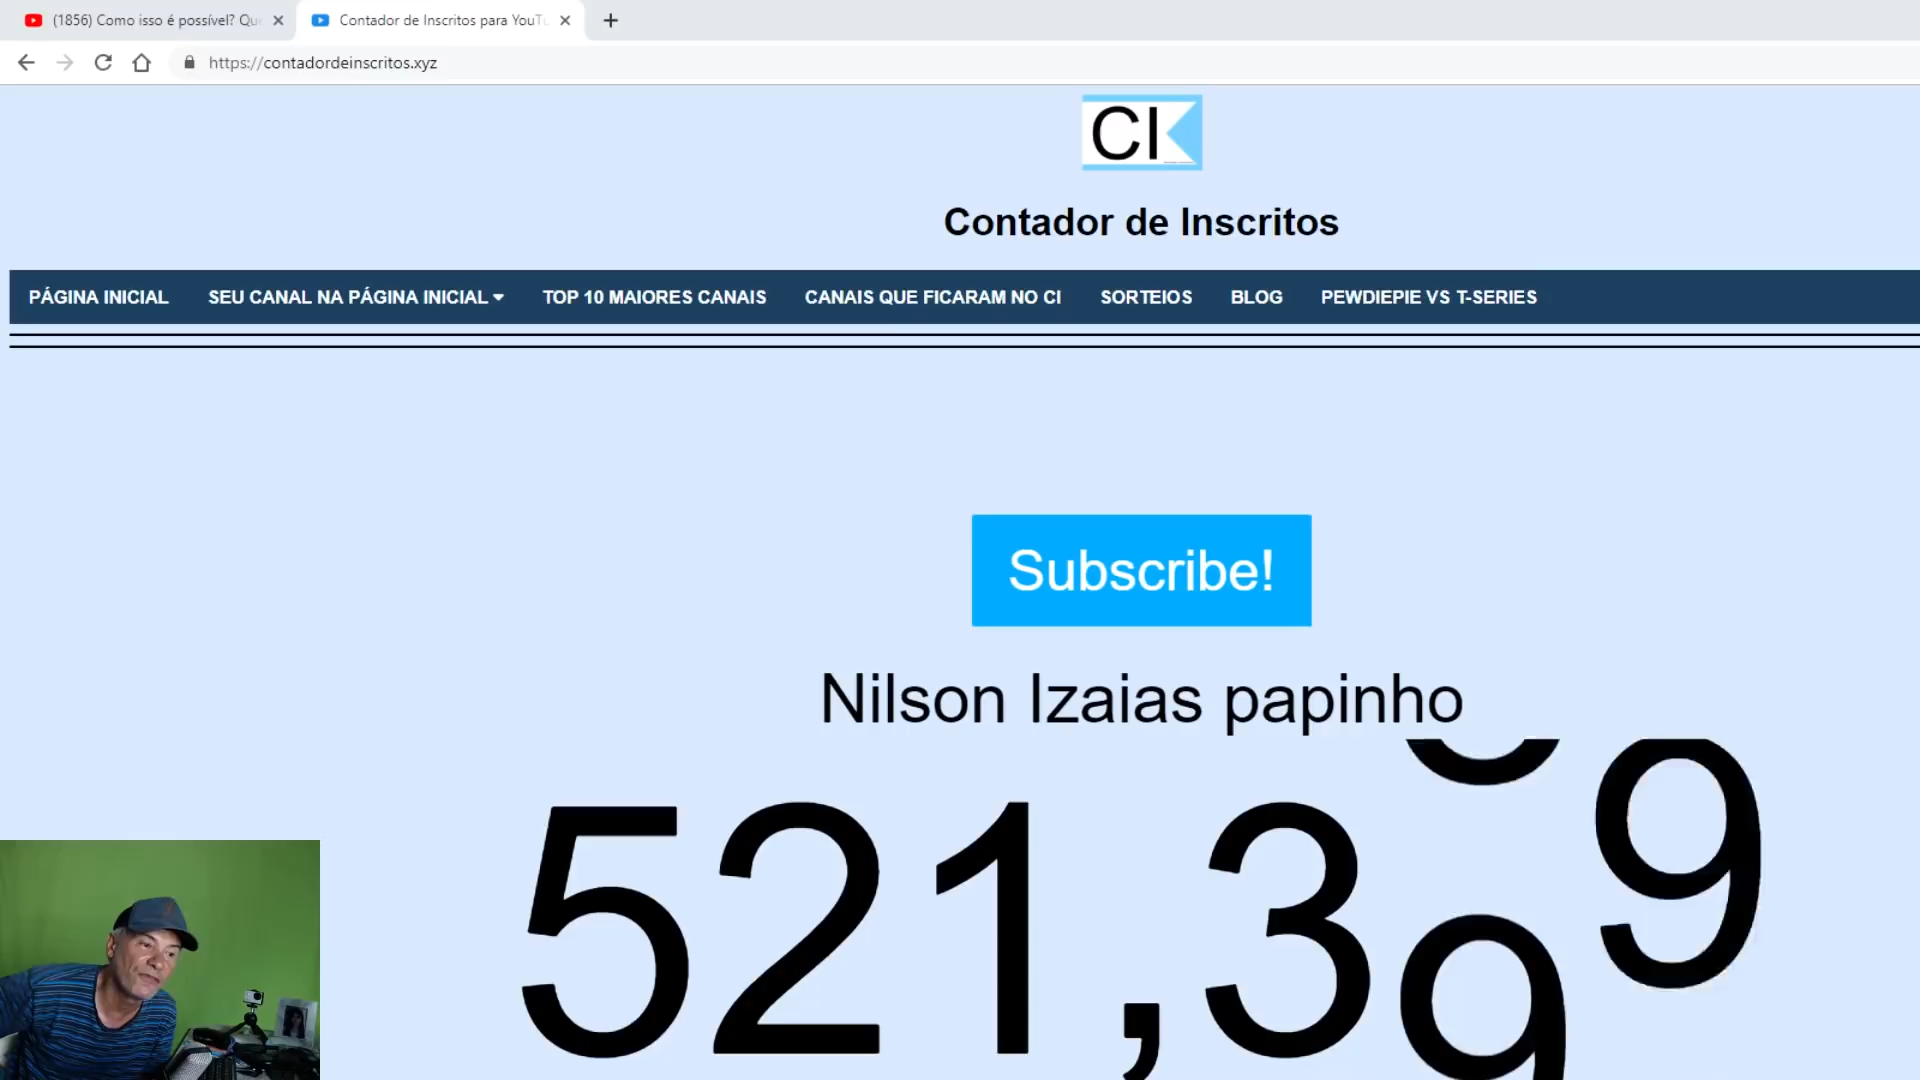 (1856) Como isso é possível? Qu
Contador de Inscritos para YouTu
https://contadordeinscritos.xyz
CI
Contador de Inscritos
PÁGINA INICIAL SEU CANAL NA PÁGINA INICIAL TOP 10 MAIORES CANAIS CANAIS QUE FICARAM NO CI SORTEIOS BLOG PEWDIEPIE VS T-SERIES
Subscribe!
Nilson Izaias papinho
521,399